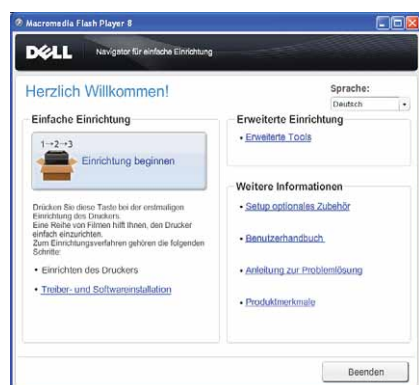 Macromedia Flash Player 8
DELL
Navigator für einfache Einrichtung
Herzlich Willkommen!
Sprache:
Deutsch
Einfache Einrichtung
1→2→3
Einrichtung beginnen
Drücken Sie diese Taste bei der erstmaligen
Einrichtung des Druckers.
Eine Reihe von Filmen hilft Ihnen, den Drucker
einfach einzurichten.
Zum Einrichtungsverfahren gehören die folgenden
Schritte:
• Einrichten des Druckers
• Treiber- und Softwareinstallation
Erweiterte Einrichtung
• Erweiterte Tools
Weitere Informationen
• Setup optionales Zubehör
• Benutzerhandbuch
• Anleitung zur Problemlösung
• Produktmerkmale
Beenden